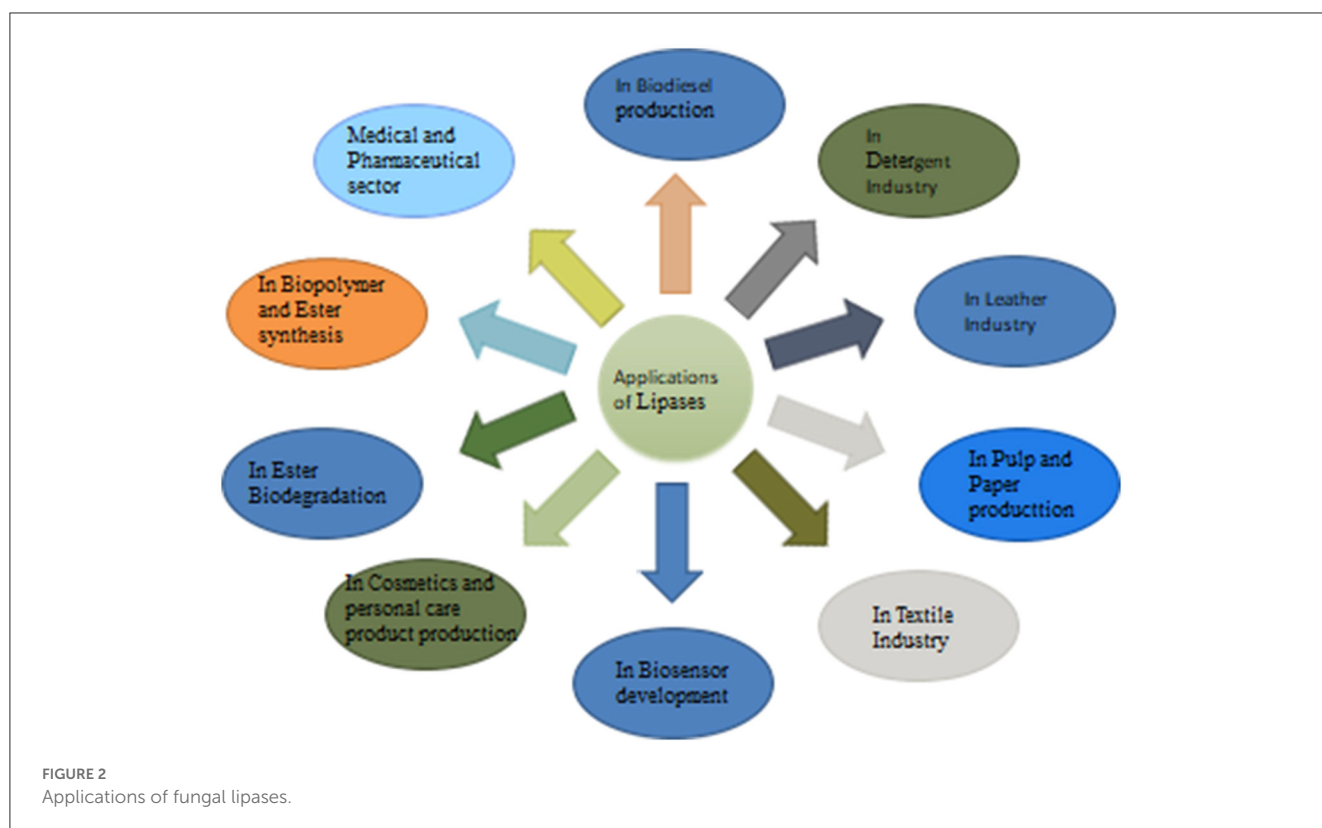 In Biodiesel
production
In
Detergent
Industry
In Leather
Industry
In Pulp and
Paper
producttion
In Textile
Industry
In Biosensor
development
In Cosmetics and
personal care
product production
In Ester
Biodegradation
In Biopolymer
and Ester
synthesis
Medical and
Pharmaceutical
sector
Applications
of Lipases
FIGURE 2
Applications of fungal lipases.